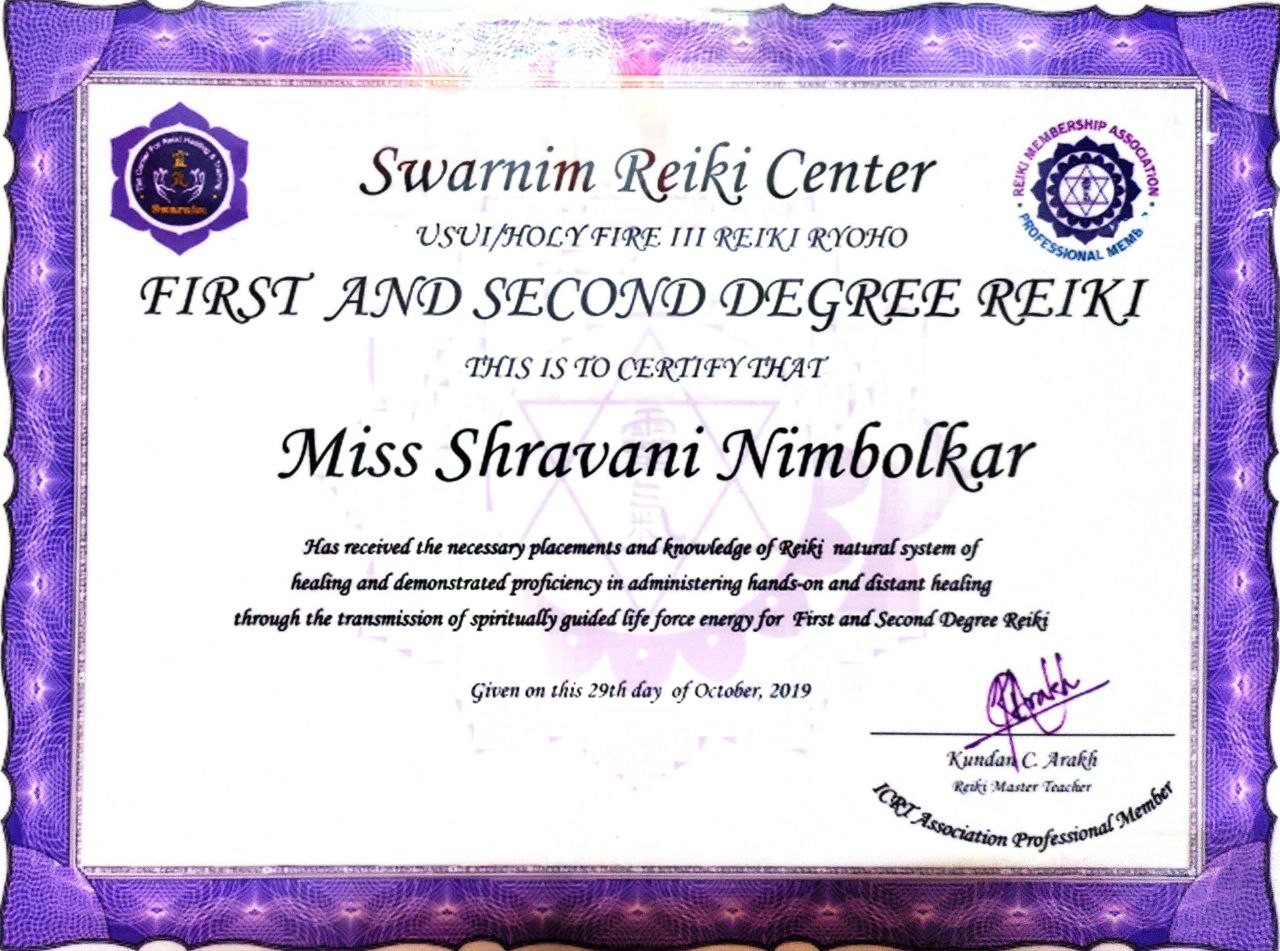 The Center For Reiki Healing & Training
霊
気
Swarnim
REIKI MEMBERSHIP ASSOCIATION
PROFESSIONAL MEMB
Swarnim Reiki Center
USUI/HOLY FIRE III REIKI RYOHO
FIRST AND SECOND DEGREE REIKI
THIS IS TO CERTIFY THAT
Miss Shravani Nimbolkar
Has received the necessary placements and knowledge of Reiki natural system of
healing and demonstrated proficiency in administering hands-on and distant healing
through the transmission of spiritually guided life force energy for First and Second Degree Reiki
Given on this 29th day of October, 2019
Arakh
Kundan C. Arakh
Reiki Master Teacher
ICRT Association Professional Member